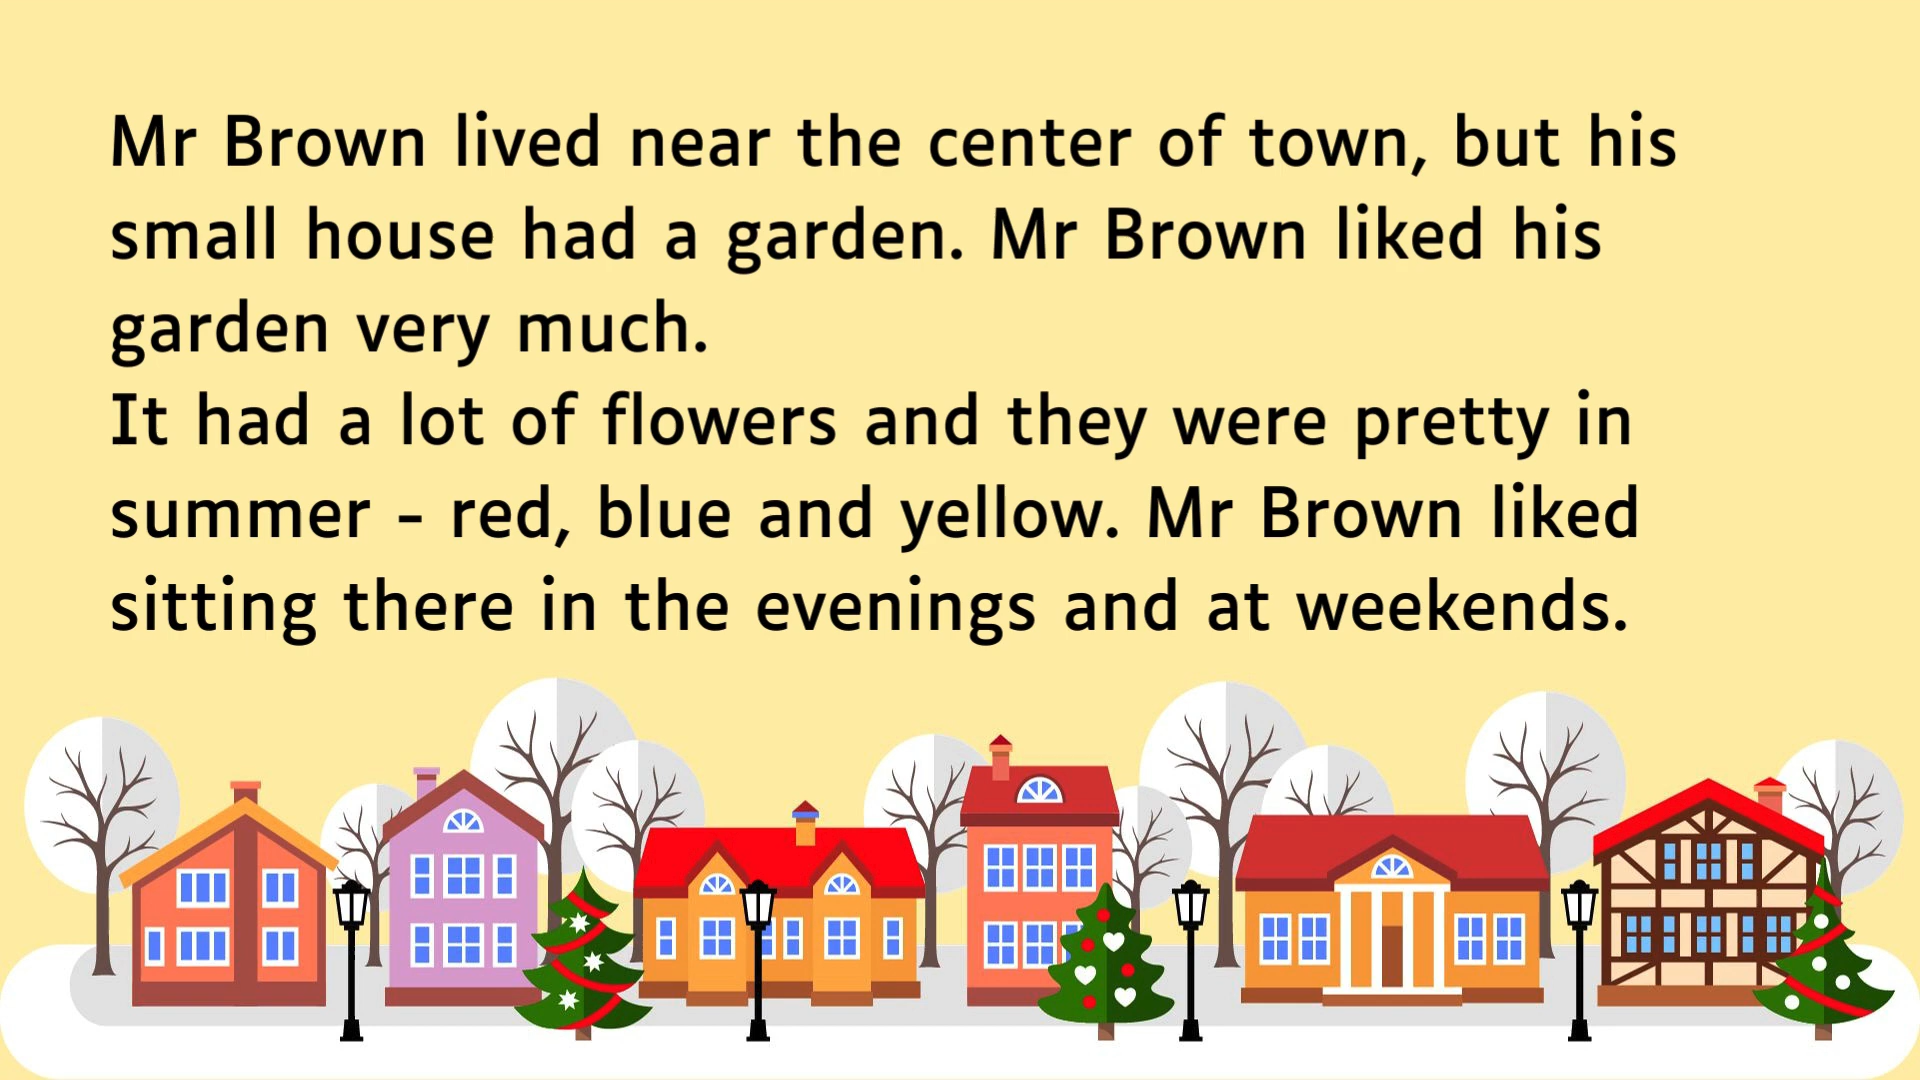 Mr Brown lived near the center of town, but his
small house had a garden. Mr Brown liked his
garden very much.
It had a lot of flowers and they were pretty in
summer - red, blue and yellow. Mr Brown liked
sitting there in the evenings and at weekends.